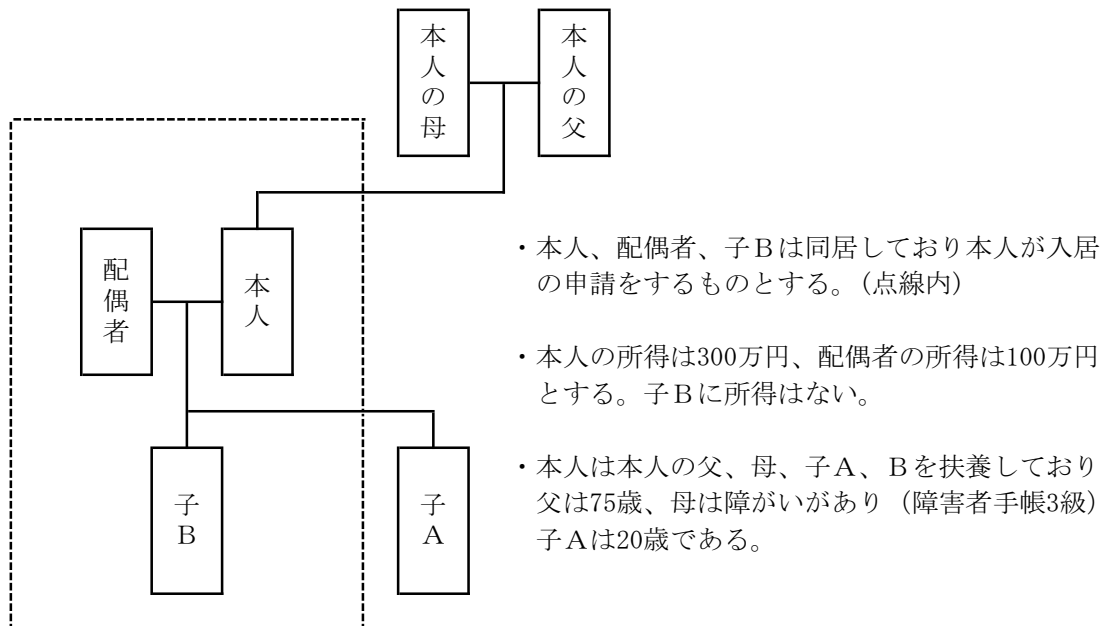 本人の母
本人の父
配偶者
本人
子B
子A
・本人、配偶者、子Bは同居しており本人が入居
の申請をするものとする。(点線内)
・本人の所得は300万円、配偶者の所得は100万円
とする。子Bに所得はない。
・本人は本人の父、母、子A、Bを扶養しており
父は75歳、母は障がいがあり（障害者手帳3級）
子Aは20歳である。